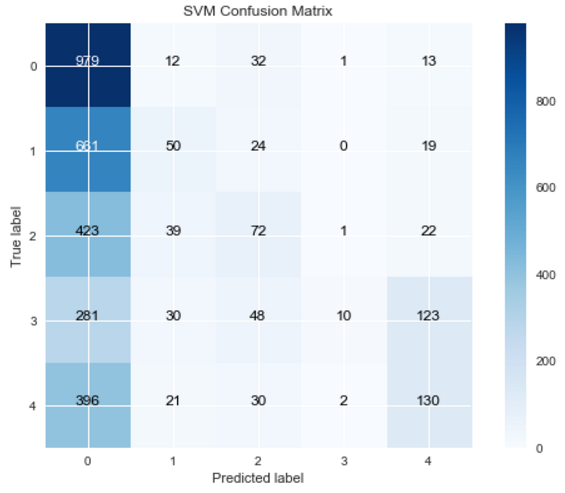 SVM Confusion Matrix
0 979 12 32 1 13
1 661 50 24 0 19
2 423 39 72 1 22
3 281 30 48 10 123
4 396 21 30 2 130
0 1 2 3 4
Predicted label
True label
800
600
400
200
0